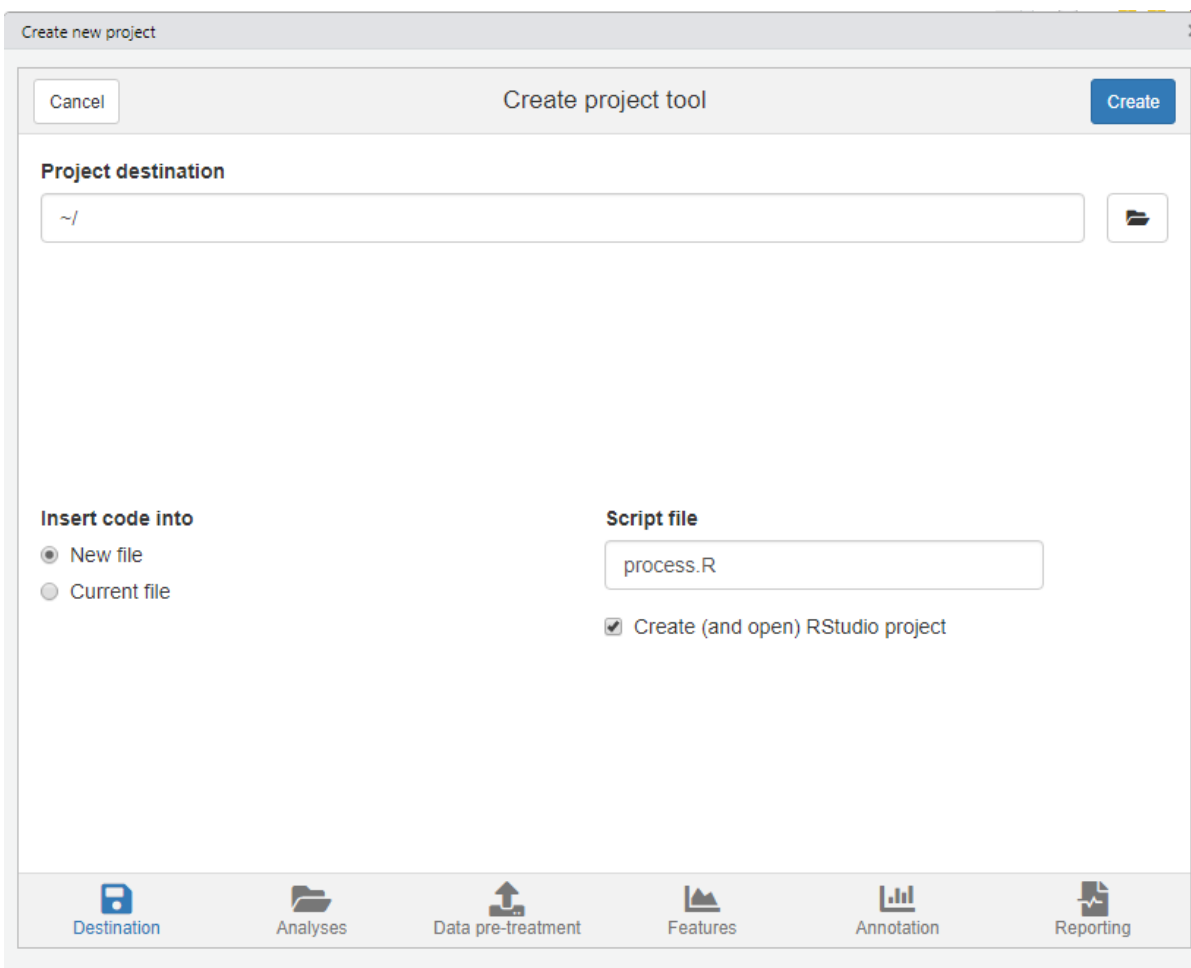 Create new project
Cancel Create project tool Create
Project destination
~/
Insert code into Script file
New file process.R
Current file
Create (and open) RStudio project
Destination Analyses Data pre-treatment Features Annotation Reporting